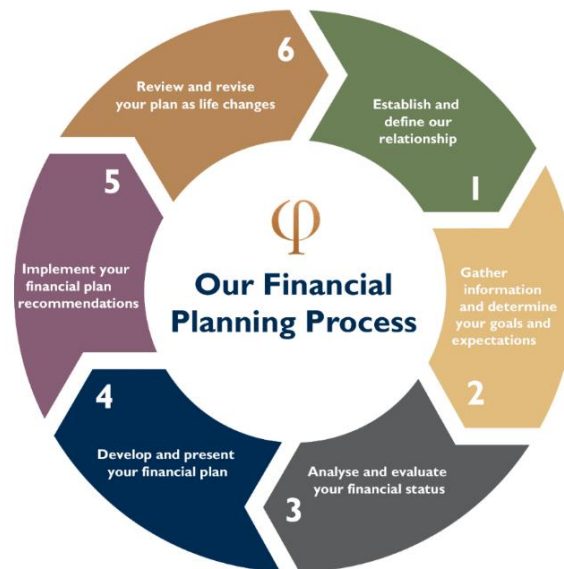 φ
Our Financial
Planning Process
1
Establish and
define our
relationship
2
Gather
information
and determine
your goals and
expectations
3
Analyse and evaluate
your financial status
4
Develop and present
your financial plan
5
Implement your
financial plan
recommendations
6
Review and revise
your plan as life changes